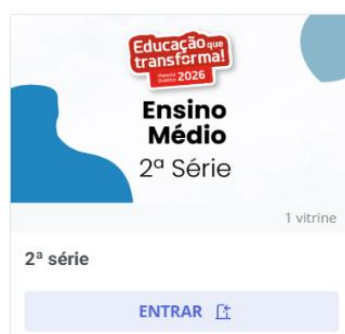 Educação que
transforma!
2026
Ensino
Médio
2ª Série
1 vitrine
2ª série
ENTRAR